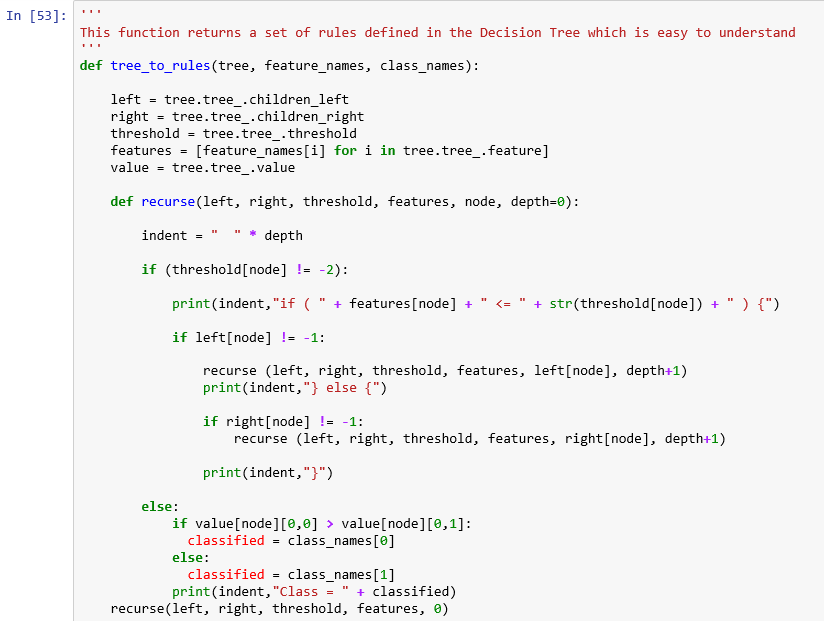 In [53]: '''
This function returns a set of rules defined in the Decision Tree which is easy to understand
'''
def tree_to_rules(tree, feature_names, class_names):

    left = tree.tree_.children_left
    right = tree.tree_.children_right
    threshold = tree.tree_.threshold
    features = [feature_names[i] for i in tree.tree_.feature]
    value = tree.tree_.value

    def recurse(left, right, threshold, features, node, depth=0):

        indent = "  " * depth

        if (threshold[node] != -2):

            print(indent,"if ( " + features[node] + " <= " + str(threshold[node]) + " ) {")

            if left[node] != -1:

                recurse (left, right, threshold, features, left[node], depth+1)
                print(indent,"} else {")

                if right[node] != -1:
                    recurse (left, right, threshold, features, right[node], depth+1)

                print(indent,"}")

        else:
            if value[node][0,0] > value[node][0,1]:
              classified = class_names[0]
            else:
              classified = class_names[1]
            print(indent,"Class = " + classified)
    recurse(left, right, threshold, features, 0)